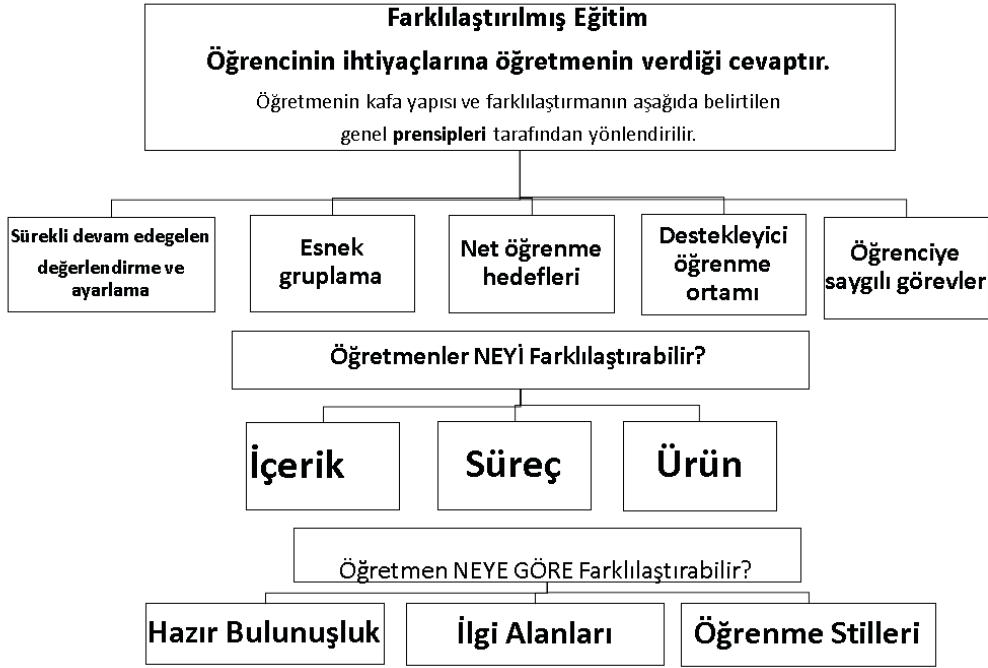 Farklılaştırılmış Eğitim
Öğrencinin ihtiyaçlarına öğretmenin verdiği cevaptır.
Öğretmenin kafa yapısı ve farklılaştırmanın aşağıda belirtilen
genel prensipleri tarafından yönlendirilir.
Sürekli devam edegelen
değerlendirme ve
ayarlama
Esnek
gruplama
Net öğrenme
hedefleri
Destekleyici
öğrenme
ortamı
Öğrenciye
saygılı görevler
Öğretmenler NEYİ Farklılaştırabilir?
İçerik
Süreç
Ürün
Öğretmen NEYE GÖRE Farklılaştırabilir?
Hazır Bulunuşluk
İlgi Alanları
Öğrenme Stilleri